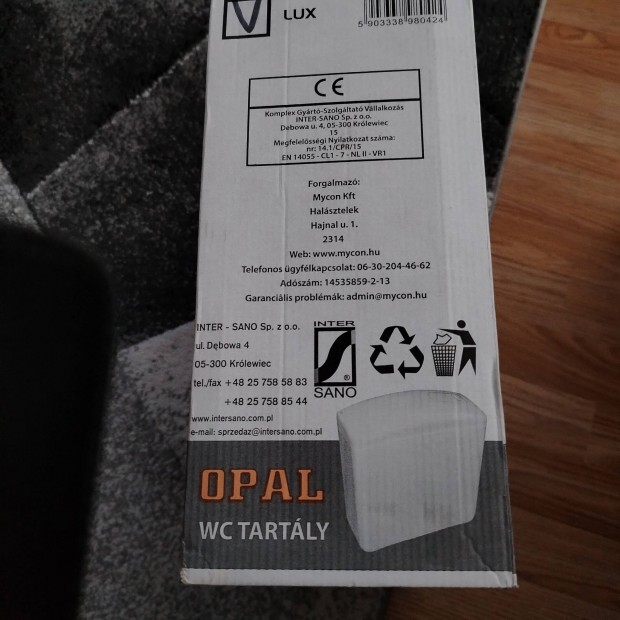 V LUX
5 903338 980424
CE
Komplex Gyártó-Szolgáltató Vállalkozás
INTER-SANO Sp. z o.o.
Dębowa u. 4, 05-300 Królewiec
15
Megfelelősségi Nyilatkozat száma:
nr: 14.1/CPR/15
EN 14055 - CL1 - 7 - NL II - VR1
Forgalmazó:
Mycon Kft
Halásztelek
Hajnal u. 1.
2314
Web: www.mycon.hu
Telefonos ügyfélkapcsolat: 06-30-204-46-62
Adószám: 14535859-2-13
Garanciális problémák: admin@mycon.hu
INTER - SANO Sp. z o.o.
ul. Dębowa 4
05-300 Królewiec
tel./fax +48 25 758 58 83
+48 25 758 85 44
www.intersano.com.pl
e-mail: sprzedaz@intersano.com.pl
INTER
S
®
SANO
OPAL
WC TARTÁLY